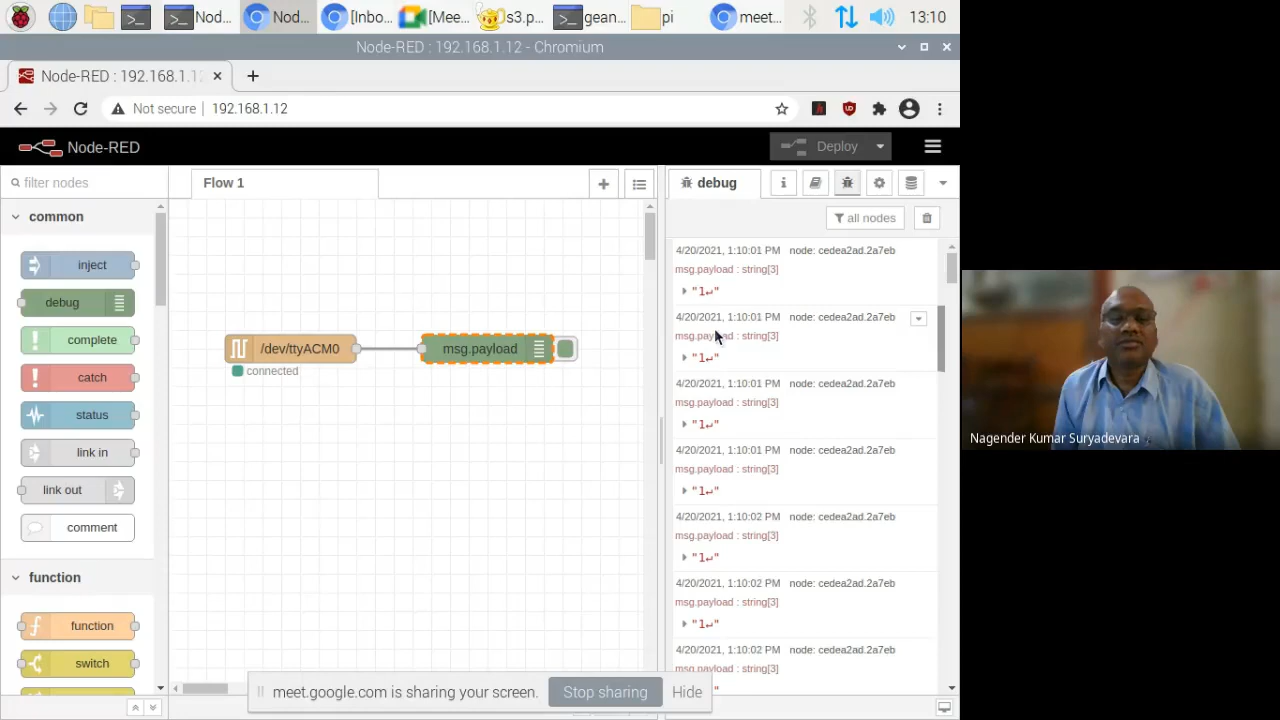 Nod...
Nod...
[Inbo...
[Mee...
s3.p...
gean...
pi
meet...
13:10
Node-RED : 192.168.1.12 - Chromium
Node-RED : 192.168.1.12
Not secure | 192.168.1.12
Node-RED
Deploy
filter nodes
Flow 1
debug
all nodes
common
inject
debug
complete
catch
status
link in
link out
comment
function
function
switch
/dev/ttyACM0
connected
msg.payload
4/20/2021, 1:10:01 PM node: cedea2ad.2a7eb
msg.payload : string[3]
"1↵"
4/20/2021, 1:10:01 PM node: cedea2ad.2a7eb
msg.payload : string[3]
"1↵"
4/20/2021, 1:10:01 PM node: cedea2ad.2a7eb
msg.payload : string[3]
"1↵"
4/20/2021, 1:10:01 PM node: cedea2ad.2a7eb
msg.payload : string[3]
"1↵"
4/20/2021, 1:10:02 PM node: cedea2ad.2a7eb
msg.payload : string[3]
"1↵"
4/20/2021, 1:10:02 PM node: cedea2ad.2a7eb
msg.payload : string[3]
"1↵"
4/20/2021, 1:10:02 PM node: cedea2ad.2a7eb
msg.payload : string[3]
meet.google.com is sharing your screen.
Stop sharing
Hide
Nagender Kumar Suryadevara